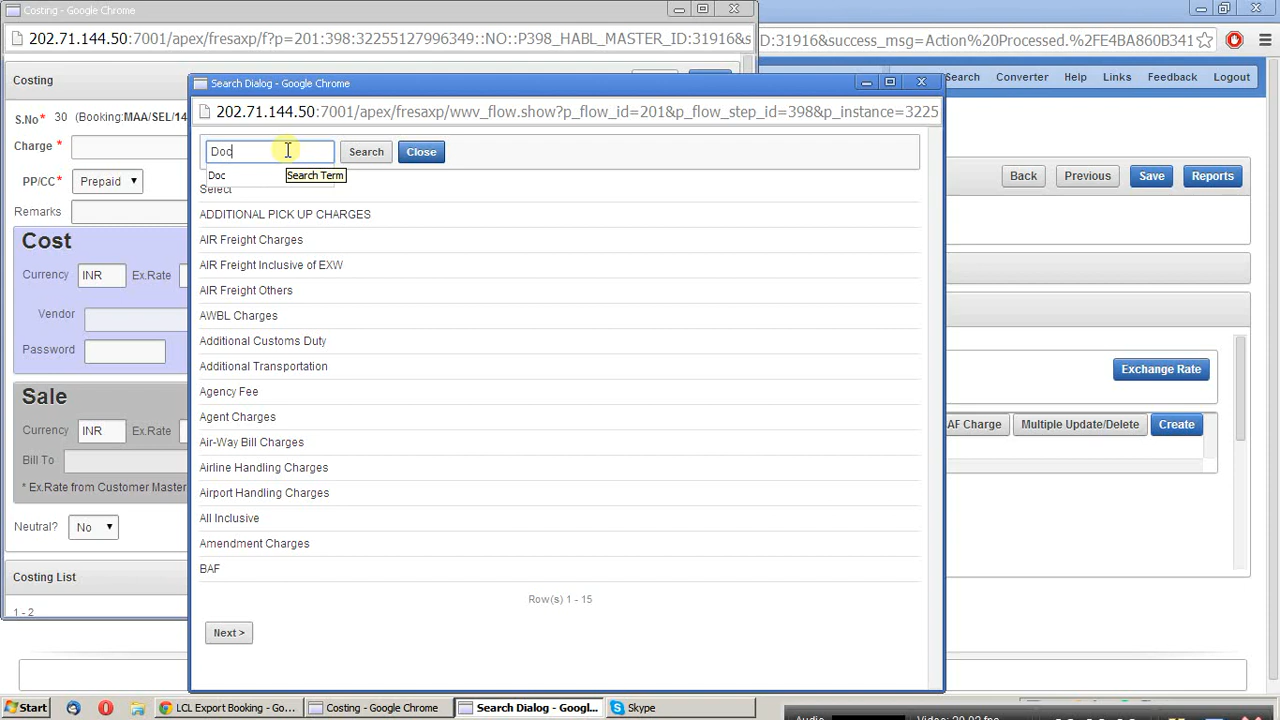 Costing - Google Chrome
202.71.144.50:7001/apex/fresaxp/f?p=201:398:32255127996349::NO::P398_HABL_MASTER_ID:31916&s
D:31916&success_msg=Action%20Processed.%2FE4BA860B341
Costing
Search Converter Help Links Feedback Logout
Search Dialog - Google Chrome
202.71.144.50:7001/apex/fresaxp/wwv_flow.show?p_flow_id=201&p_flow_step_id=398&p_instance=3225
S.No 30 (Booking:MAA/SEL/14
Charge *
Doc Search Close
Doc Search Term
PP/CC* Prepaid
Back Previous Save Reports
Select
Remarks
ADDITIONAL PICK UP CHARGES
Cost
AIR Freight Charges
AIR Freight Inclusive of EXW
Currency INR Ex.Rate
AIR Freight Others
Vendor
AWBL Charges
Additional Customs Duty
Password
Additional Transportation
Exchange Rate
Sale
Agency Fee
Agent Charges
AF Charge Multiple Update/Delete Create
Currency INR Ex.Rate
Air-Way Bill Charges
Bill To
Airline Handling Charges
* Ex.Rate from Customer Master
Airport Handling Charges
All Inclusive
Neutral? No
Amendment Charges
BAF
Costing List
Row(s) 1 - 15
1 - 2
Next >
Start LCL Export Booking - Go... Costing - Google Chrome Search Dialog - Googl... Skype